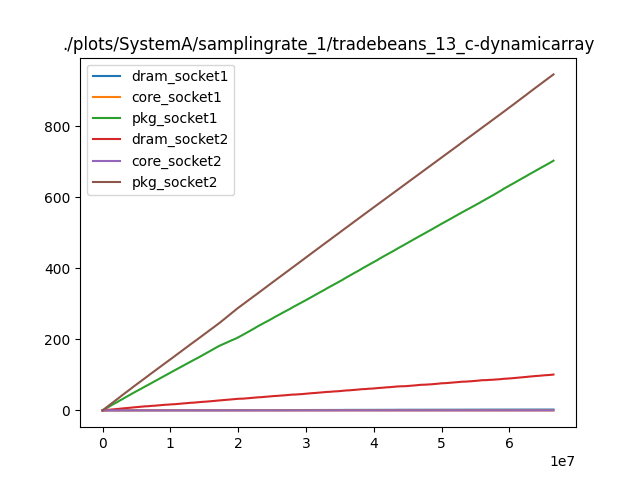 ./plots/SystemA/samplingrate_1/tradebeans_13_c-dynamicarray
dram_socket1
core_socket1
pkg_socket1
dram_socket2
core_socket2
pkg_socket2
800
600
400
200
0
0 1 2 3 4 5 6
1e7